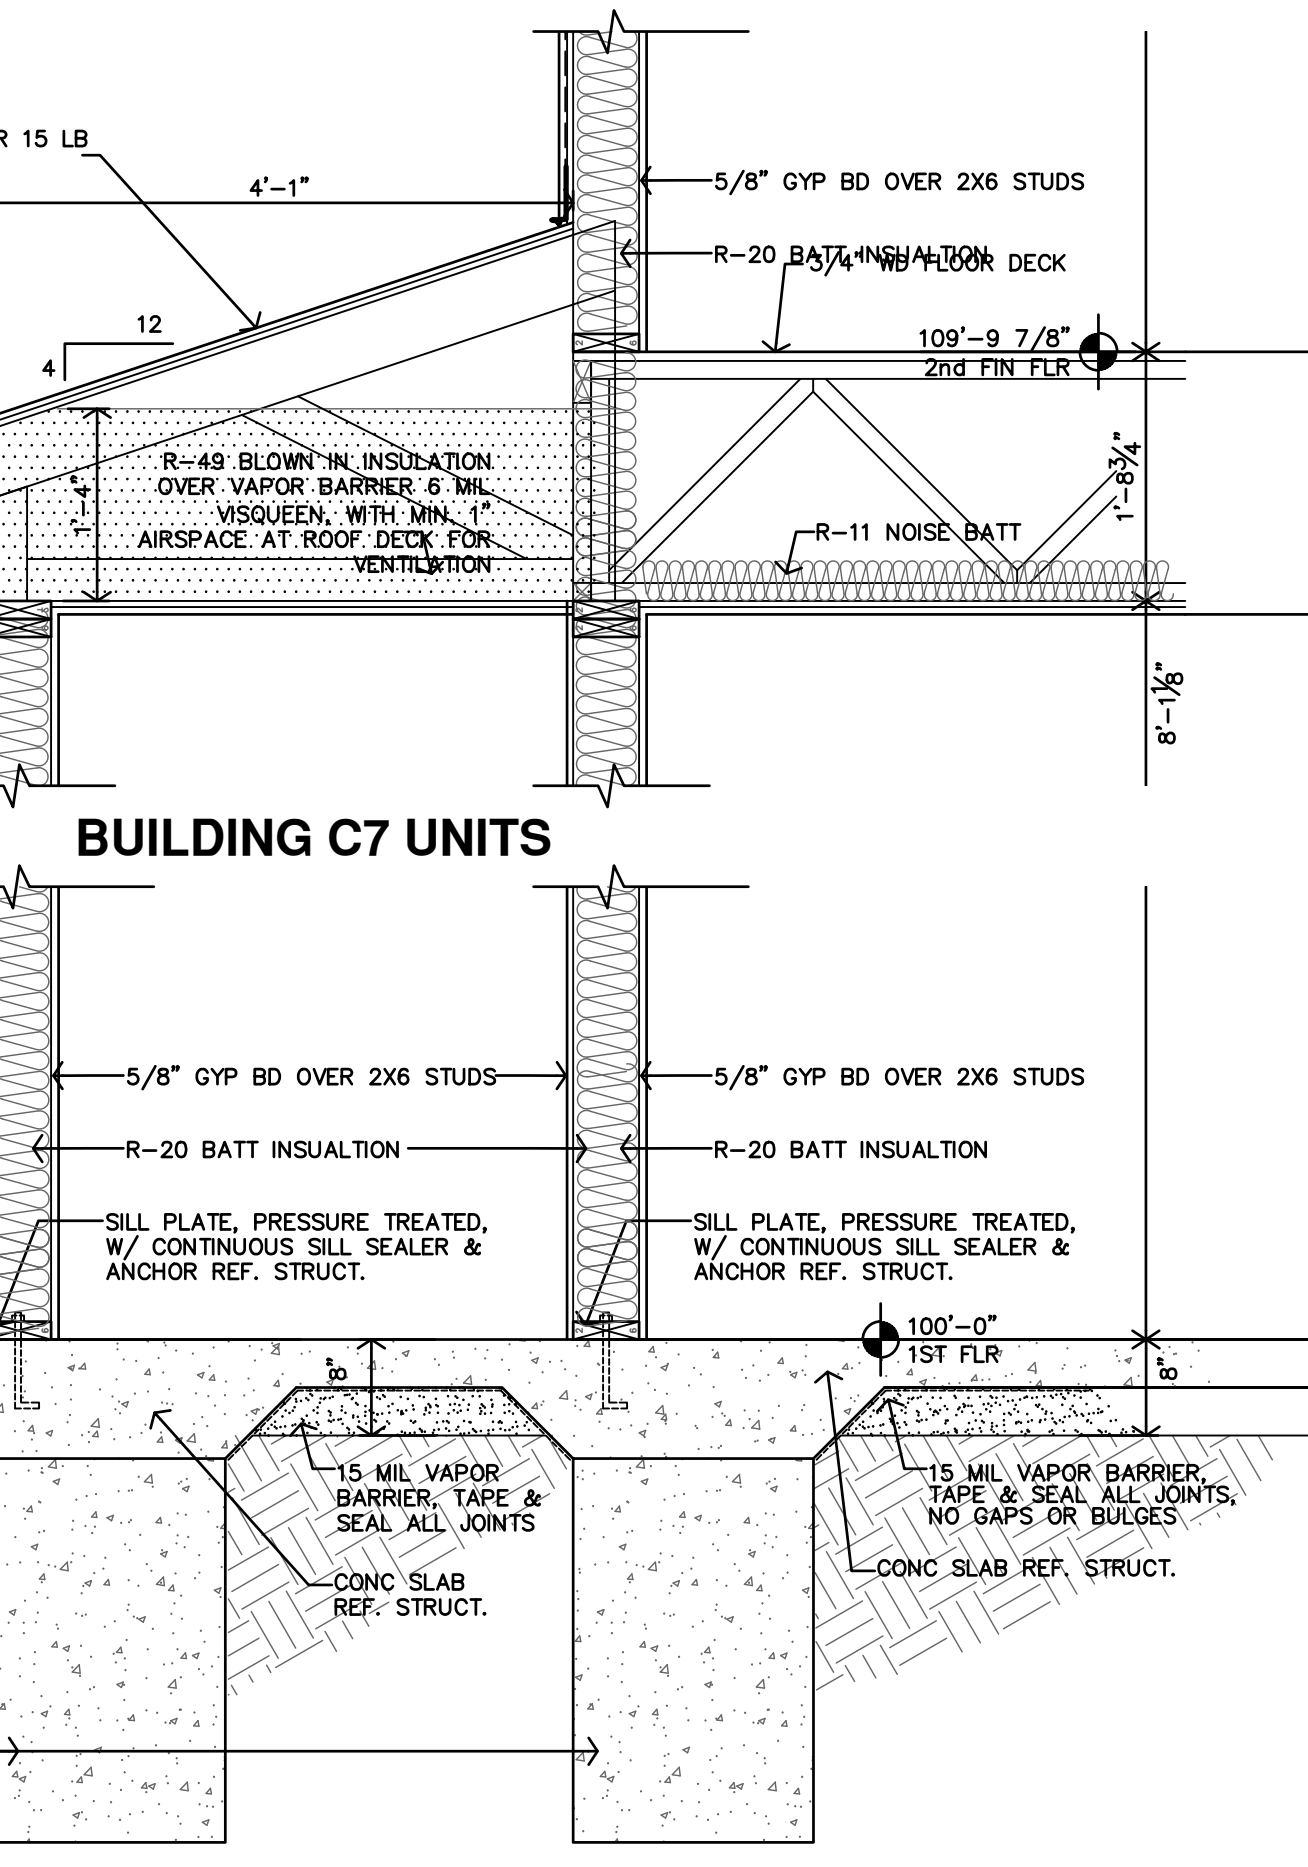 R 15 LB
4'-1"
5/8" GYP BD OVER 2X6 STUDS
R-20 BATT INSUALTION
3/4" WD FLOOR DECK
12
4
109'-9 7/8"
2nd FIN FLR
1'-4"
R-49 BLOWN IN INSULATION
OVER VAPOR BARRIER 6 MIL
VISQUEEN, WITH MIN. 1"
AIRSPACE AT ROOF DECK FOR
VENTILATION
R-11 NOISE BATT
1'-8 3/4"
8'-1 1/8"
BUILDING C7 UNITS
5/8" GYP BD OVER 2X6 STUDS
5/8" GYP BD OVER 2X6 STUDS
R-20 BATT INSUALTION
R-20 BATT INSUALTION
SILL PLATE, PRESSURE TREATED,
W/ CONTINUOUS SILL SEALER &
ANCHOR REF. STRUCT.
SILL PLATE, PRESSURE TREATED,
W/ CONTINUOUS SILL SEALER &
ANCHOR REF. STRUCT.
100'-0"
1ST FLR
8"
8"
15 MIL VAPOR
BARRIER, TAPE &
SEAL ALL JOINTS
15 MIL VAPOR BARRIER,
TAPE & SEAL ALL JOINTS,
NO GAPS OR BULGES
CONC SLAB
REF. STRUCT.
CONC SLAB REF. STRUCT.